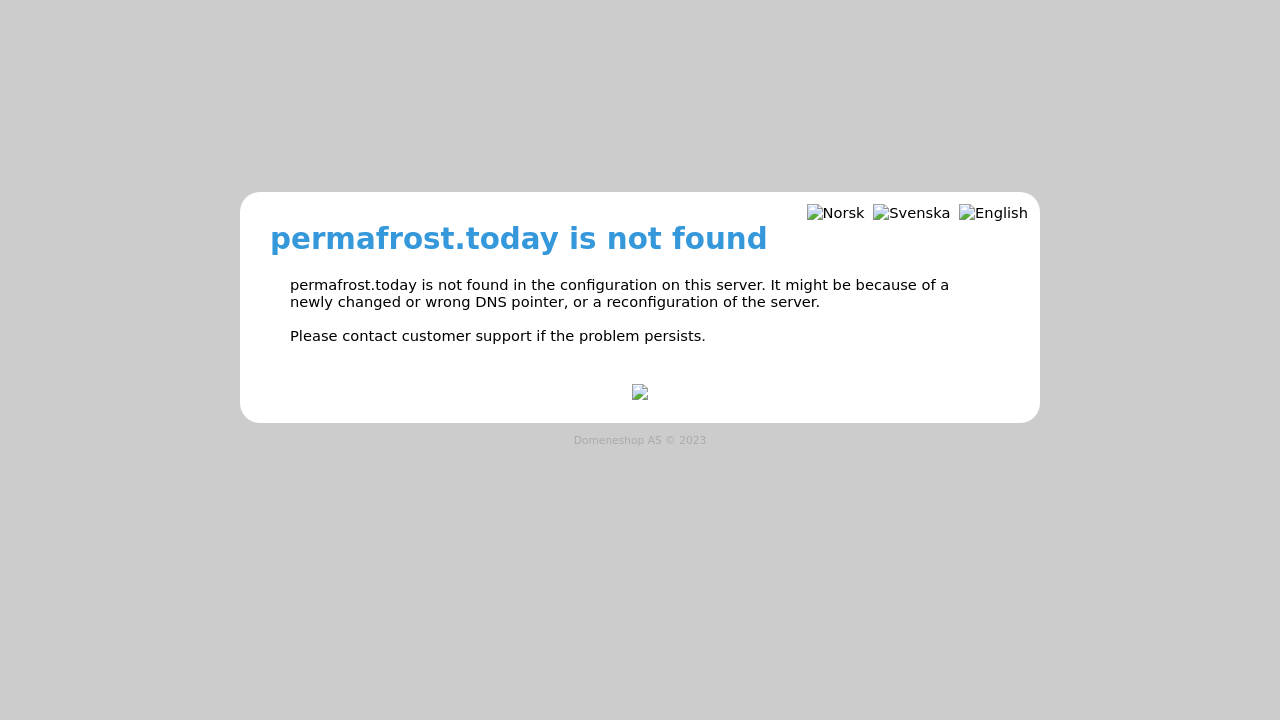 Norsk Svenska English
permafrost.today is not found
permafrost.today is not found in the configuration on this server. It might be because of a
newly changed or wrong DNS pointer, or a reconfiguration of the server.
Please contact customer support if the problem persists.
Domeneshop AS © 2023